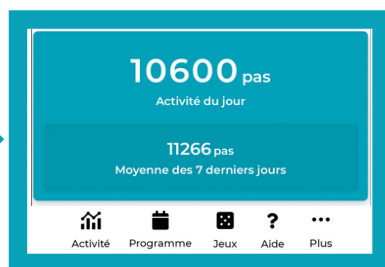 10600 pas
Activité du jour
11266 pas
Moyenne des 7 derniers jours
Activité Programme Jeux Aide Plus